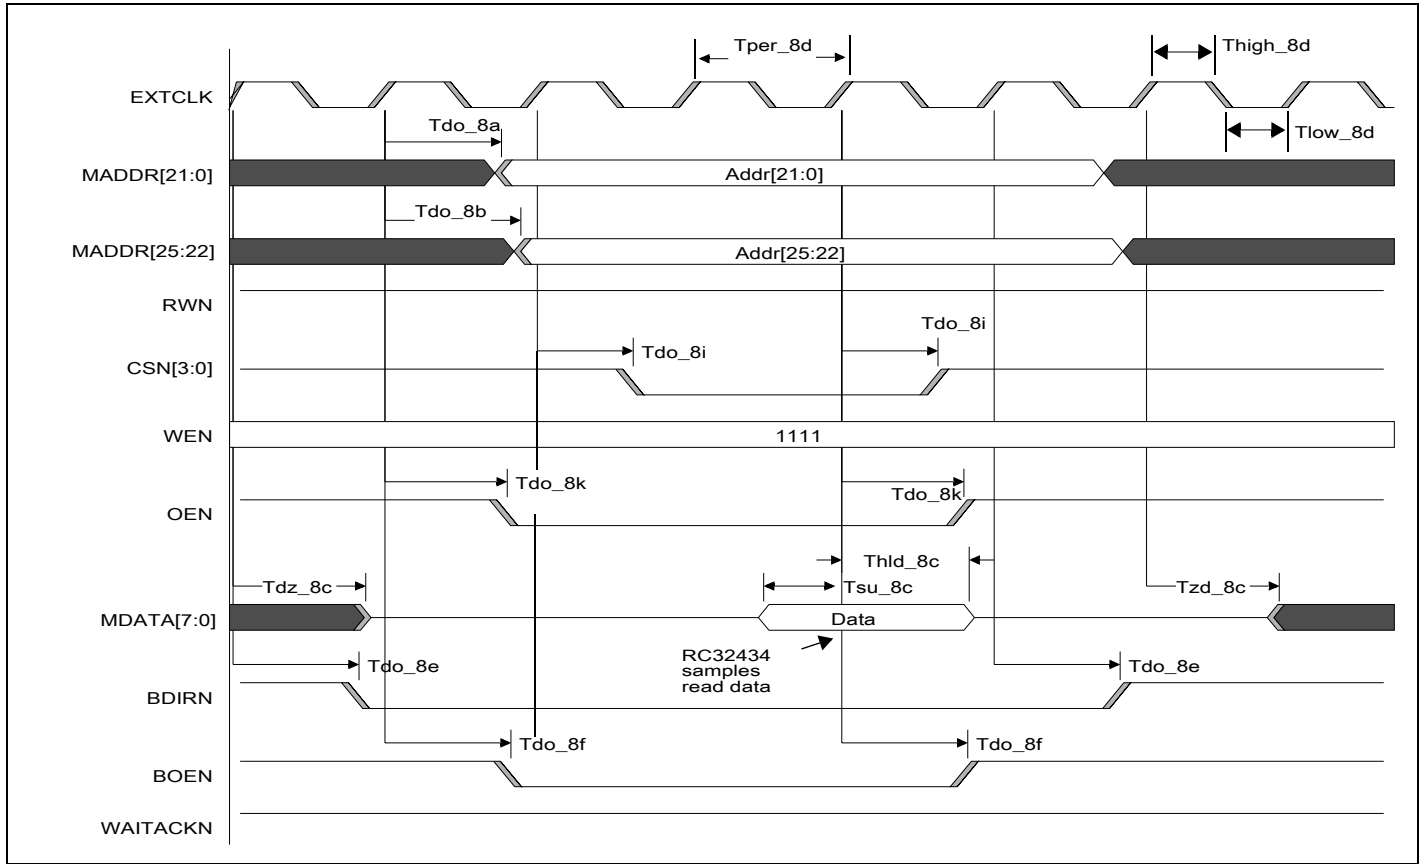 Tper_8d
Thigh_8d
EXTCLK
Tdo_8a
Tlow_8d
MADDR[21:0]
Addr[21:0]
Tdo_8b
MADDR[25:22]
Addr[25:22]
RWN
Tdo_8i
Tdo_8i
CSN[3:0]
WEN
1111
Tdo_8k
Tdo_8k
OEN
Thld_8c
Tdz_8c
Tsu_8c
Tzd_8c
MDATA[7:0]
Data
RC32434
samples
read data
Tdo_8e
Tdo_8e
BDIRN
Tdo_8f
Tdo_8f
BOEN
WAITACKN